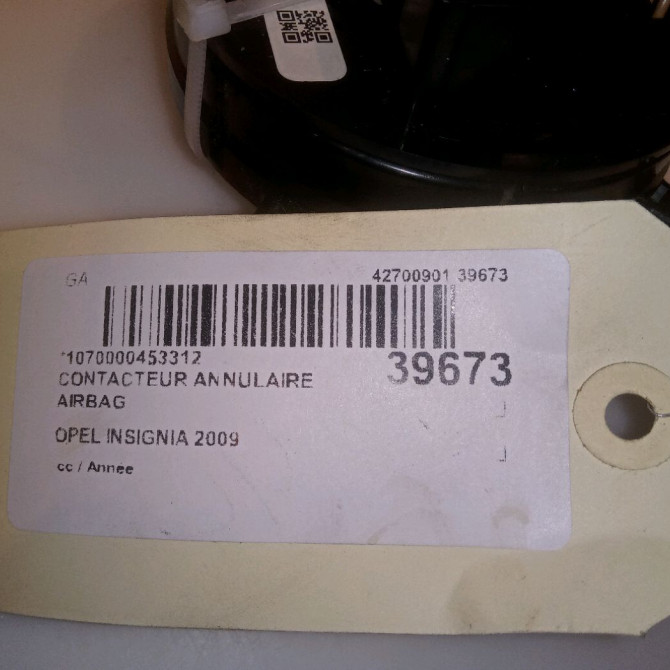 GA 42700901 39673
*1070000453312 39673
CONTACTEUR ANNULAIRE
AIRBAG
OPEL INSIGNIA 2009
cc / Annee